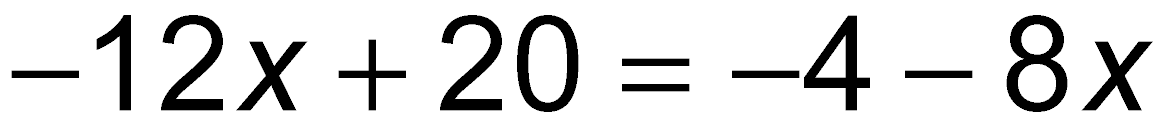 −12x + 20 = −4 − 8x